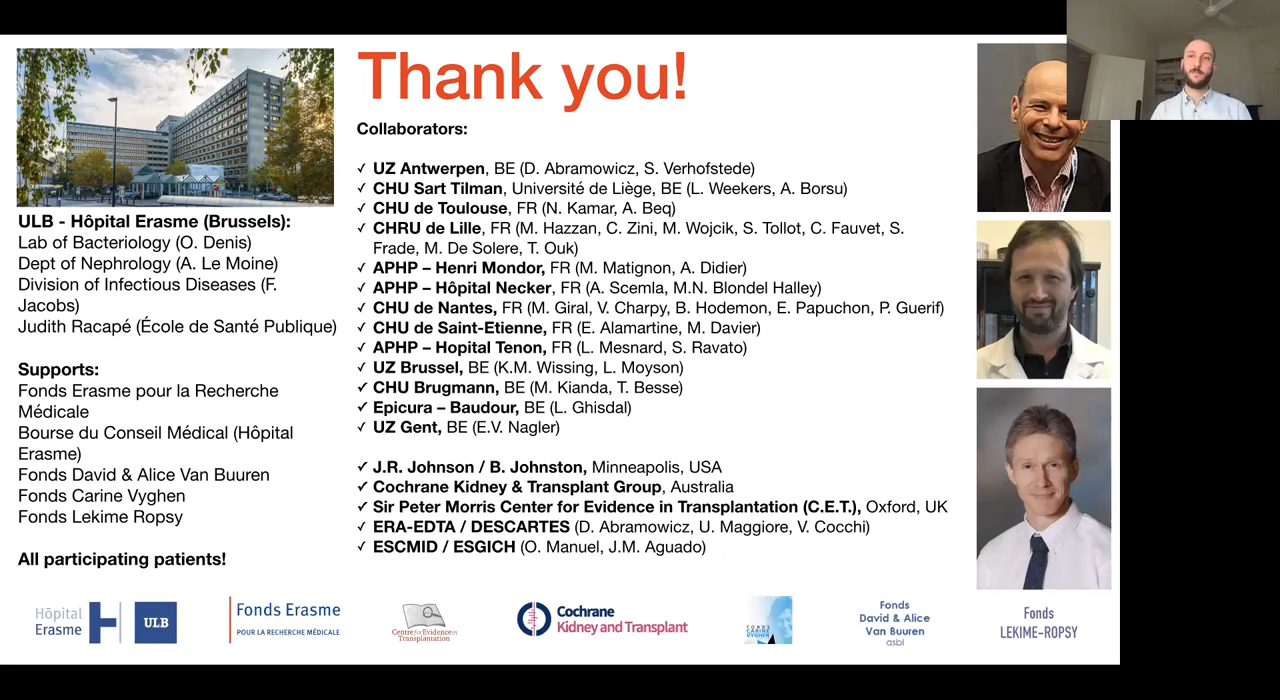 Thank you!
ULB - Hôpital Erasme (Brussels):
Lab of Bacteriology (O. Denis)
Dept of Nephrology (A. Le Moine)
Division of Infectious Diseases (F.
Jacobs)
Judith Racapé (École de Santé Publique)
Supports:
Fonds Erasme pour la Recherche
Médicale
Bourse du Conseil Médical (Hôpital
Erasme)
Fonds David & Alice Van Buuren
Fonds Carine Vyghen
Fonds Lekime Ropsy
All participating patients!
Collaborators:
✓ UZ Antwerpen, BE (D. Abramowicz, S. Verhofstede)
✓ CHU Sart Tilman, Université de Liège, BE (L. Weekers, A. Borsu)
✓ CHU de Toulouse, FR (N. Kamar, A. Beq)
✓ CHRU de Lille, FR (M. Hazzan, C. Zini, M. Wojcik, S. Tollot, C. Fauvet, S.
Frade, M. De Solere, T. Ouk)
✓ APHP – Henri Mondor, FR (M. Matignon, A. Didier)
✓ APHP – Hôpital Necker, FR (A. Scemla, M.N. Blondel Halley)
✓ CHU de Nantes, FR (M. Giral, V. Charpy, B. Hodemon, E. Papuchon, P. Guerif)
✓ CHU de Saint-Etienne, FR (E. Alamartine, M. Davier)
✓ APHP – Hopital Tenon, FR (L. Mesnard, S. Ravato)
✓ UZ Brussel, BE (K.M. Wissing, L. Moyson)
✓ CHU Brugmann, BE (M. Kianda, T. Besse)
✓ Epicura – Baudour, BE (L. Ghisdal)
✓ UZ Gent, BE (E.V. Nagler)
✓ J.R. Johnson / B. Johnston, Minneapolis, USA
✓ Cochrane Kidney & Transplant Group, Australia
✓ Sir Peter Morris Center for Evidence in Transplantation (C.E.T.), Oxford, UK
✓ ERA-EDTA / DESCARTES (D. Abramowicz, U. Maggiore, V. Cocchi)
✓ ESCMID / ESGICH (O. Manuel, J.M. Aguado)
Hôpital
Erasme
ULB
Fonds Erasme
POUR LA RECHERCHE MÉDICALE
Centre for Evidence in
Transplantation
Cochrane
Kidney and Transplant
FONDS
CARINE
VYGHEN
Fonds
David & Alice
Van Buuren
asbl
Fonds
LEKIME-ROPSY